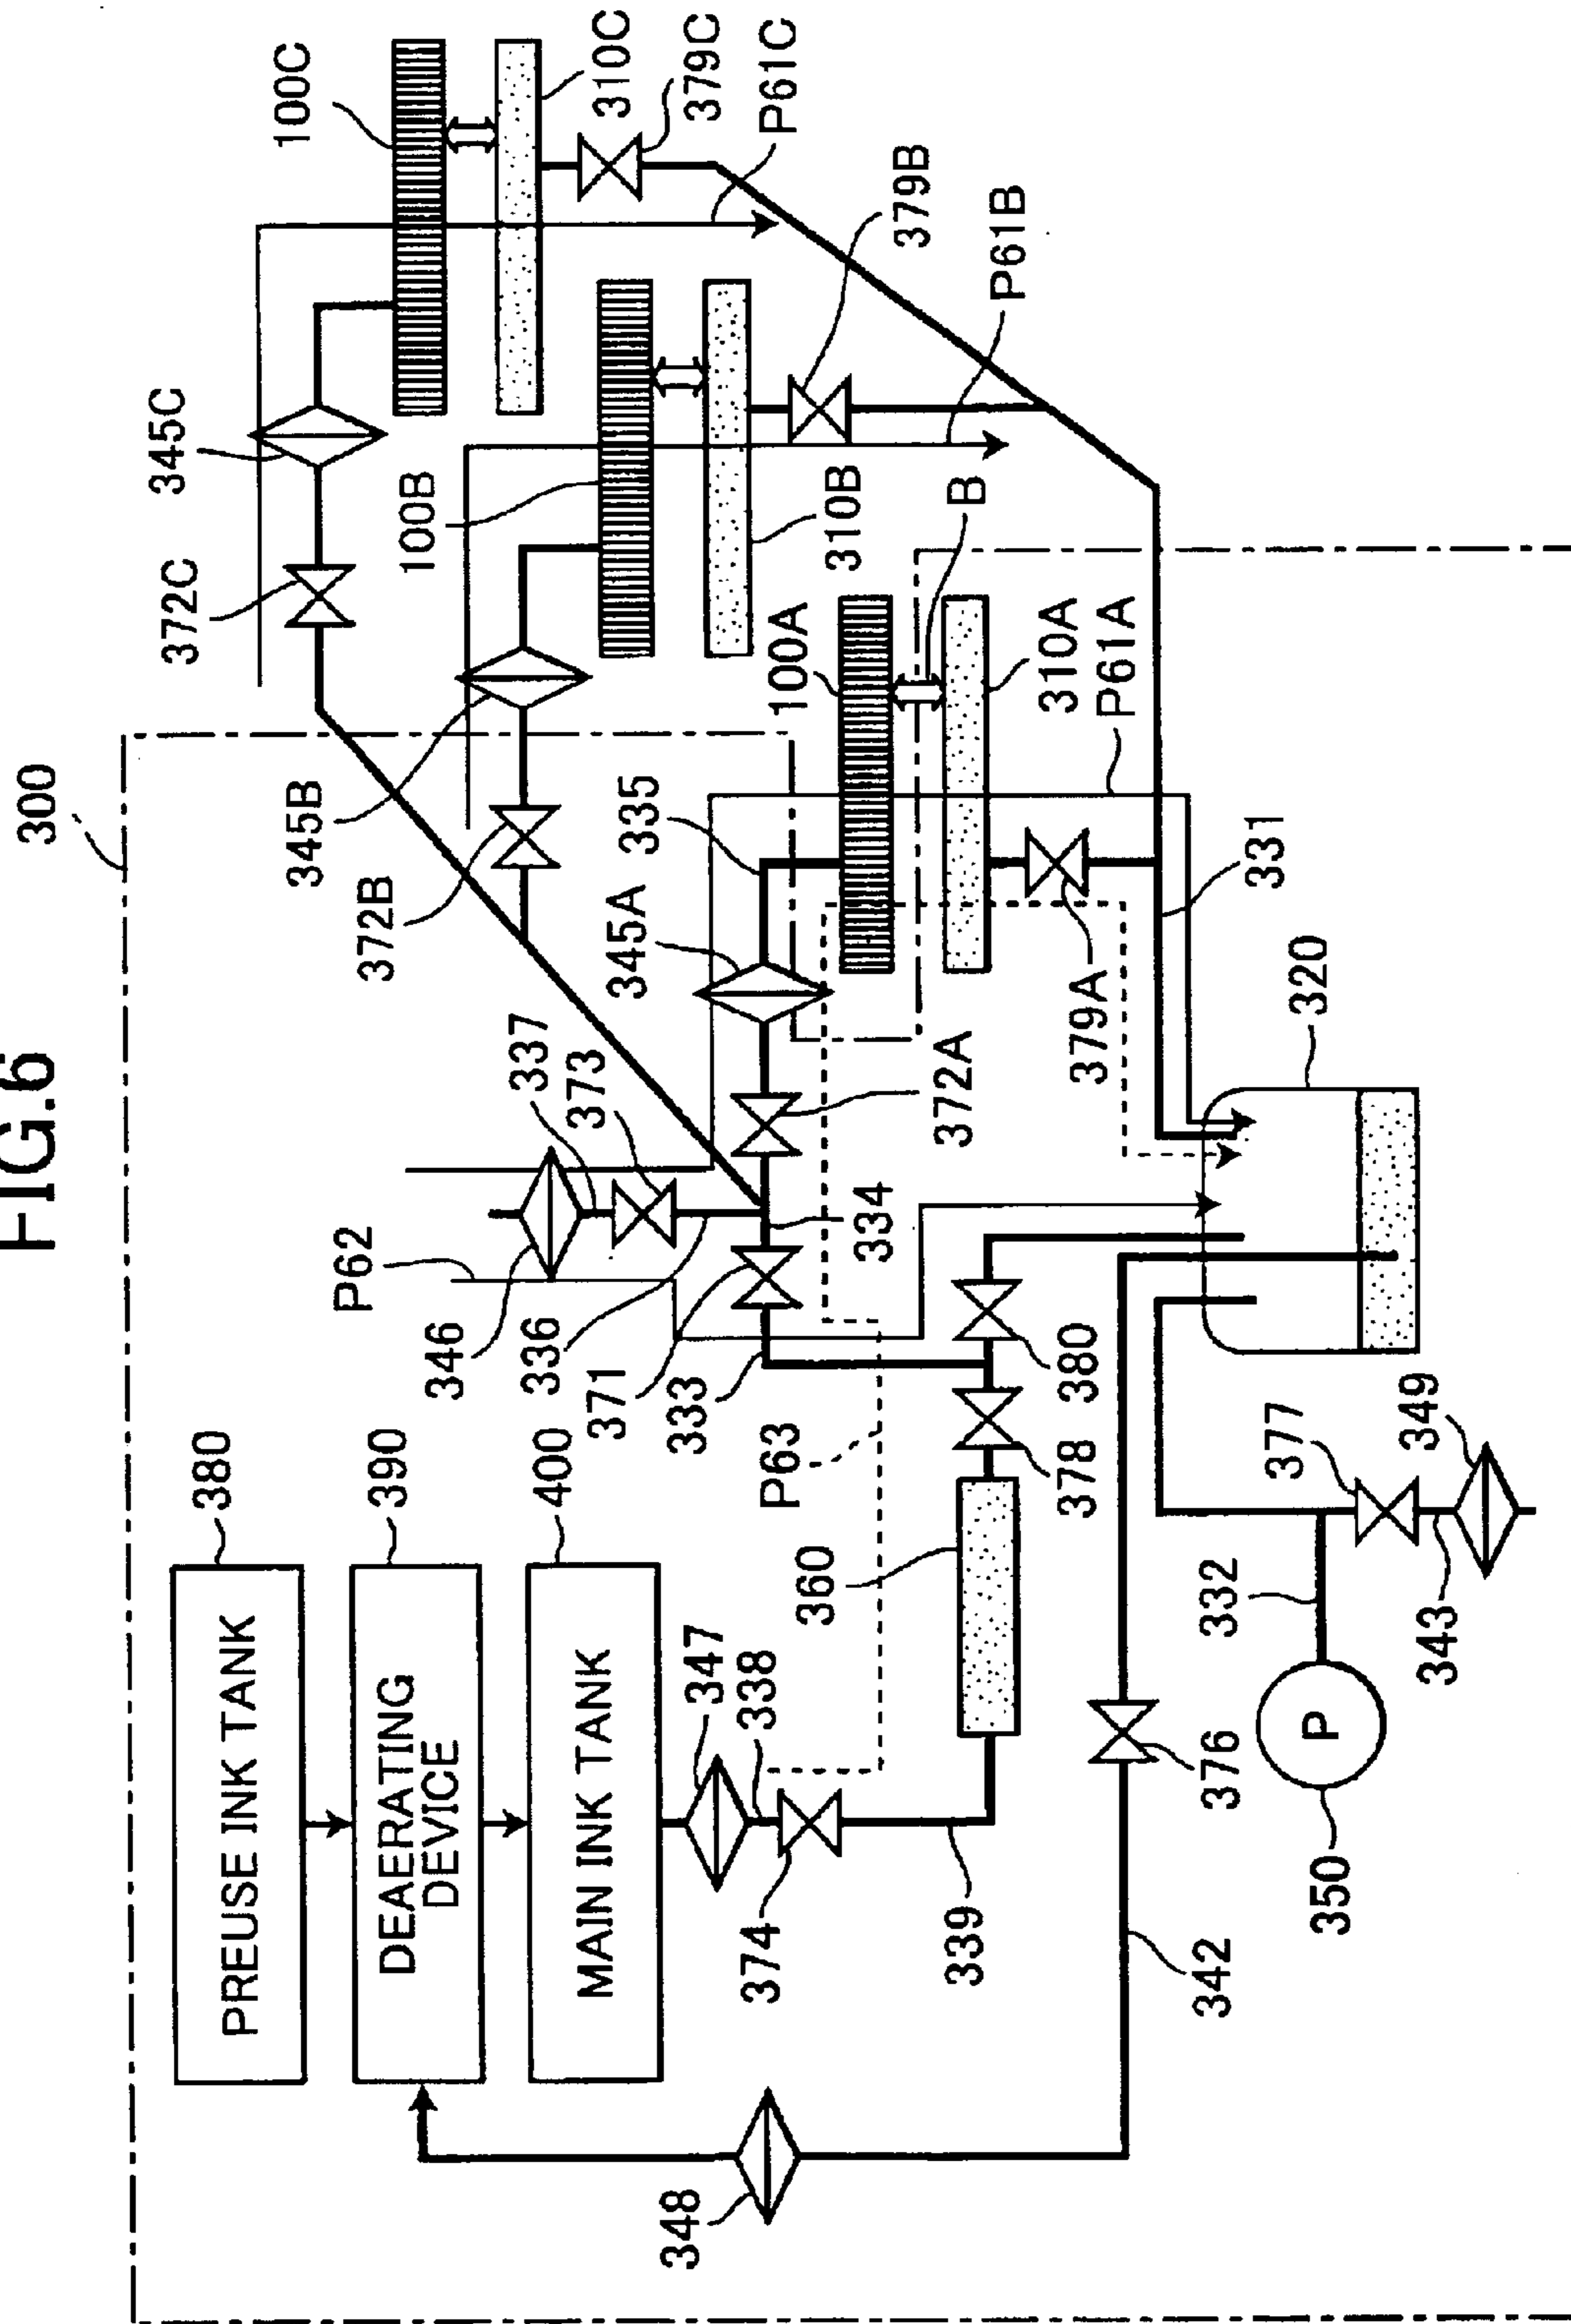 FIG.6
300
PREUSE INK TANK
380
DEAERATING
DEVICE
390
MAIN INK TANK
400
348
347
338
374
339
342
376
360
P63
378
380
333
371
336
346
P62
337
373
334
372A
345A
335
100A
B
310A
P61A
379A
331
320
372B
345B
100B
310B
379B
P61B
372C
345C
100C
310C
379C
P61C
P
350
332
343
377
349